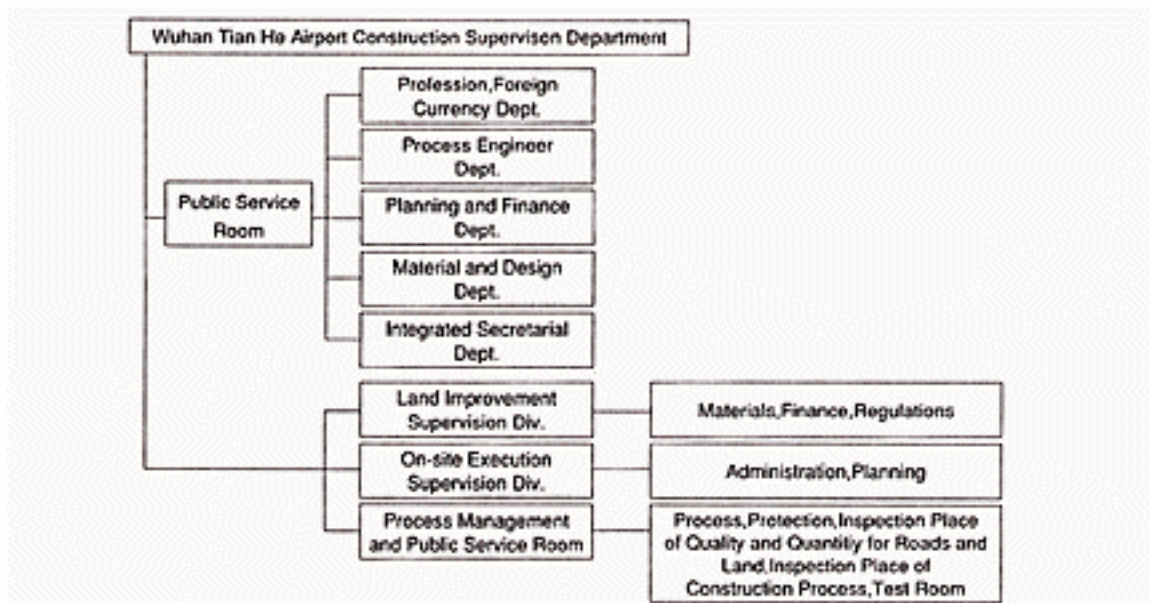 Wuhan Tian He Airport Construction Supervison Department
Profession,Foreign
Currency Dept.
Process Engineer
Dept.
Public Service
Room
Planning and Finance
Dept.
Material and Design
Dept.
Integrated Secretarial
Dept.
Land Improvement
Supervision Div.
Materials,Finance,Regulations
On-site Execution
Supervision Div.
Administration,Planning
Process Management
and Public Service Room
Process,Protection,Inspection Place
of Quality and Quantitiy for Roads and
Land,Inspection Place of
Construction Process,Test Room